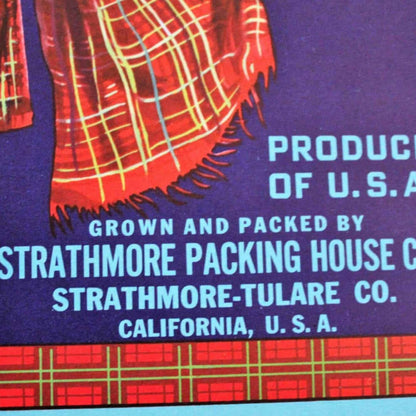 PRODUC
OF U.S.A
GROWN AND PACKED BY
STRATHMORE PACKING HOUSE C
STRATHMORE-TULARE CO.
CALIFORNIA, U. S. A.